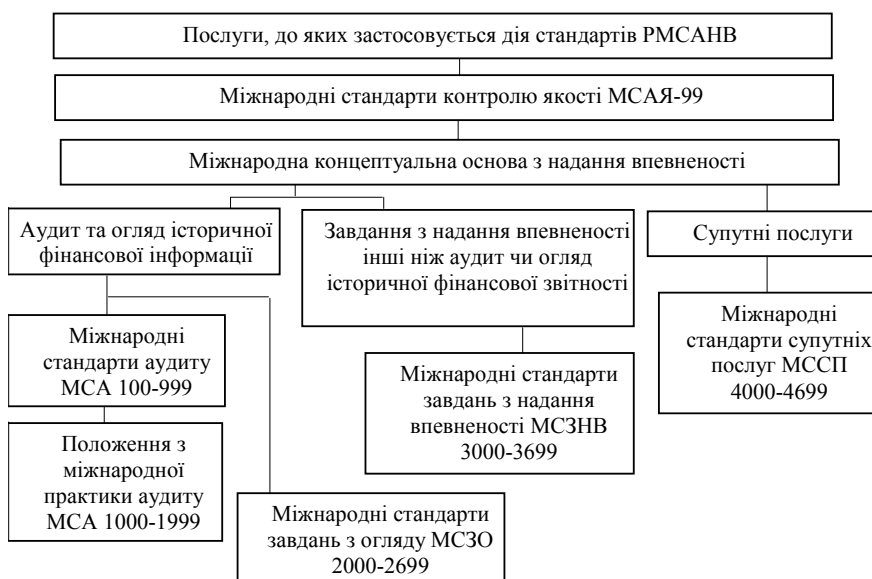 Послуги, до яких застосовується дія стандартів РМСАНВ
Міжнародні стандарти контролю якості МСАЯ-99
Міжнародна концептуальна основа з надання впевненості
Аудит та огляд історичної
фінансової інформації
Завдання з надання впевненості
інші ніж аудит чи огляд
історичної фінансової звітності
Супутні послуги
Міжнародні
стандарти аудиту
МСА 100-999
Міжнародні стандарти
завдань з надання
впевненості МСЗНВ
3000-3699
Міжнародні
стандарти супутніх
послуг МССП
4000-4699
Положення з
міжнародної
практики аудиту
МСА 1000-1999
Міжнародні стандарти
завдань з огляду МСЗО
2000-2699